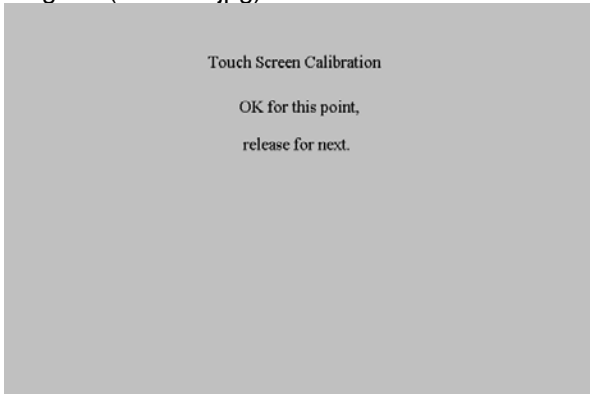 Touch Screen Calibration
OK for this point,
release for next.